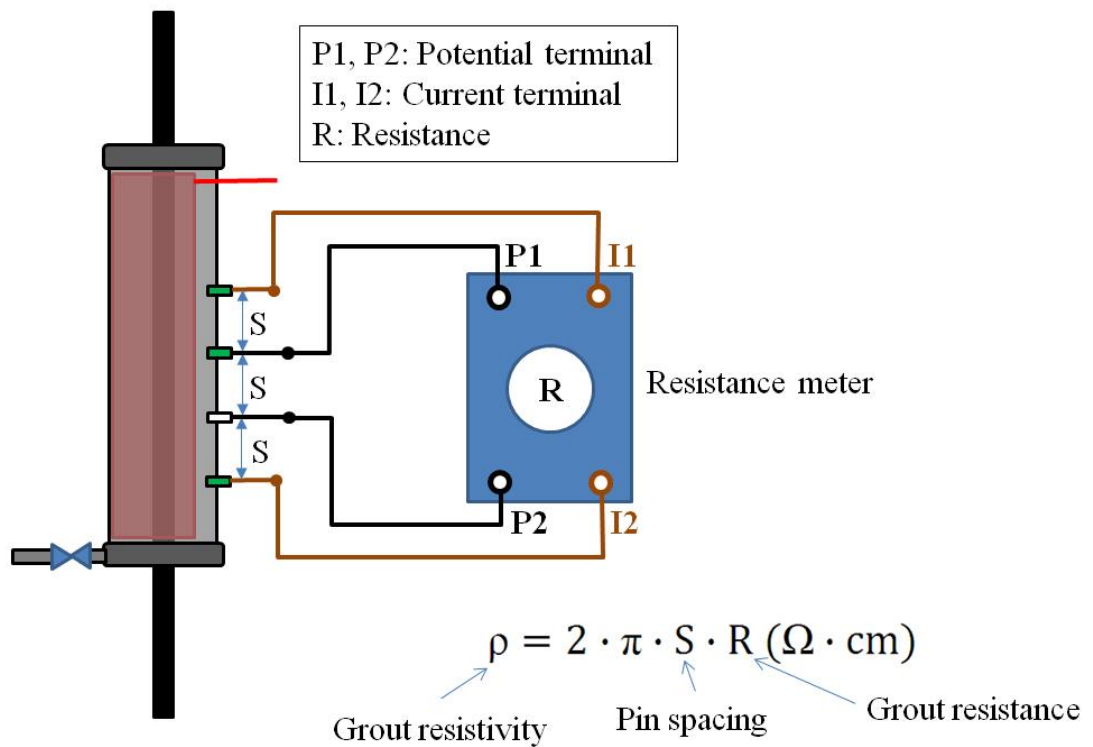 P1, P2: Potential terminal
I1, I2: Current terminal
R: Resistance
P1
I1
S
S
S
R
Resistance meter
P2
I2
ρ = 2 · π · S · R (Ω · cm)
Grout resistivity
Pin spacing
Grout resistance